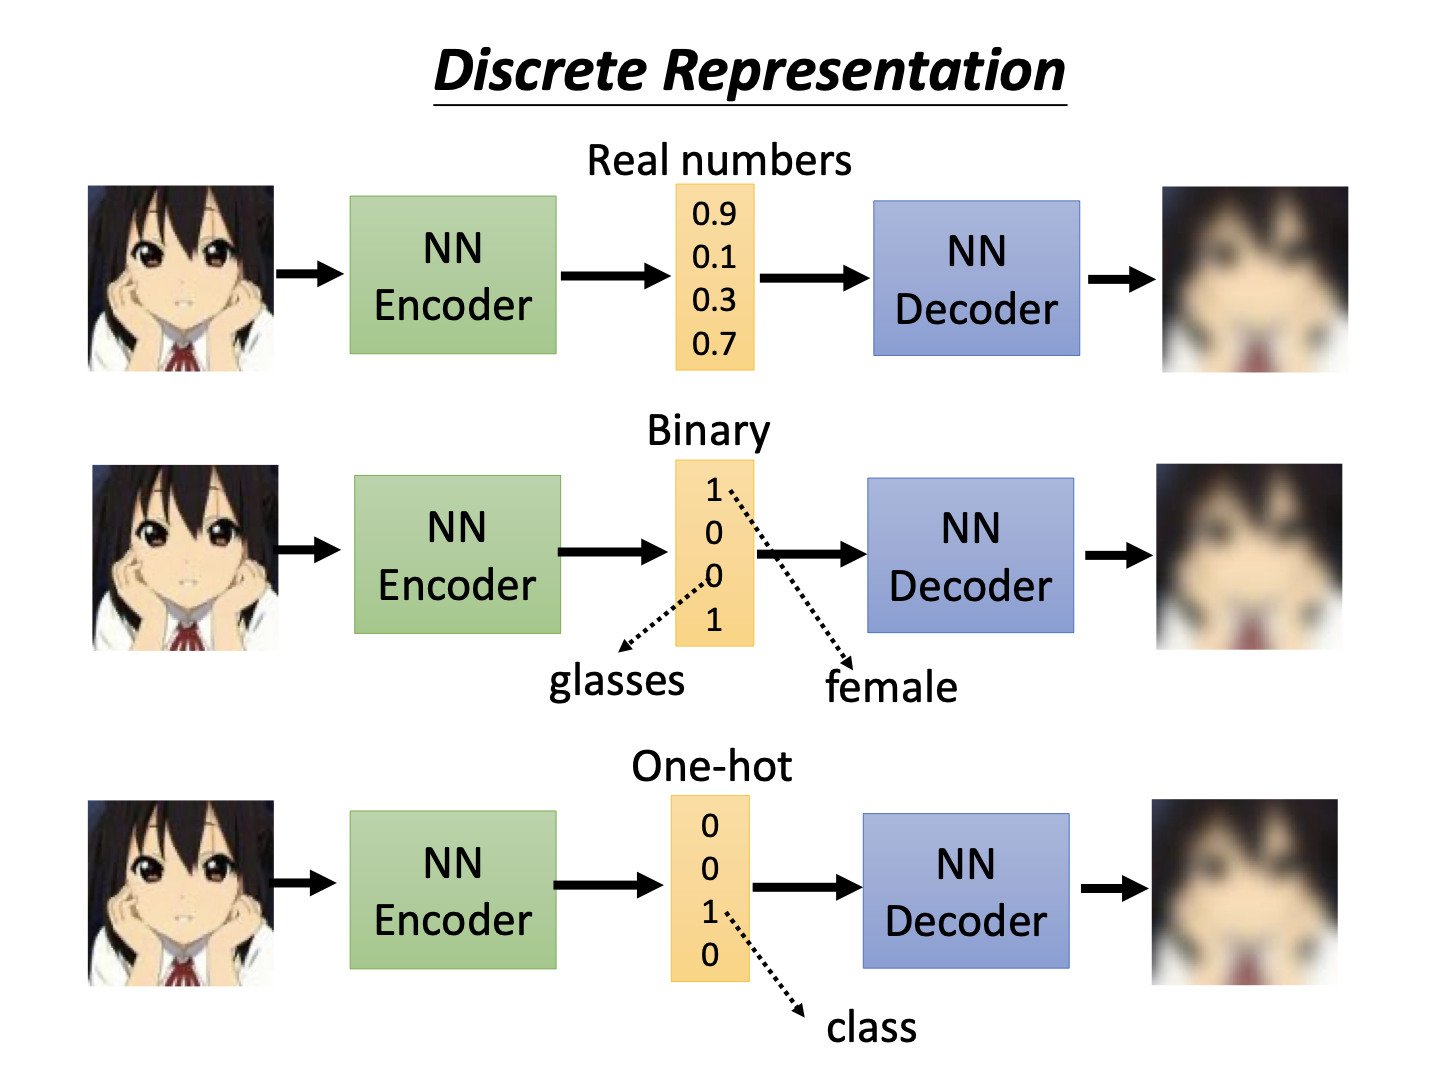 Discrete Representation
Real numbers
NN
Encoder
0.9
0.1
0.3
0.7
NN
Decoder
Binary
NN
Encoder
1
0
0
1
NN
Decoder
glasses
female
One-hot
NN
Encoder
0
0
1
0
NN
Decoder
class